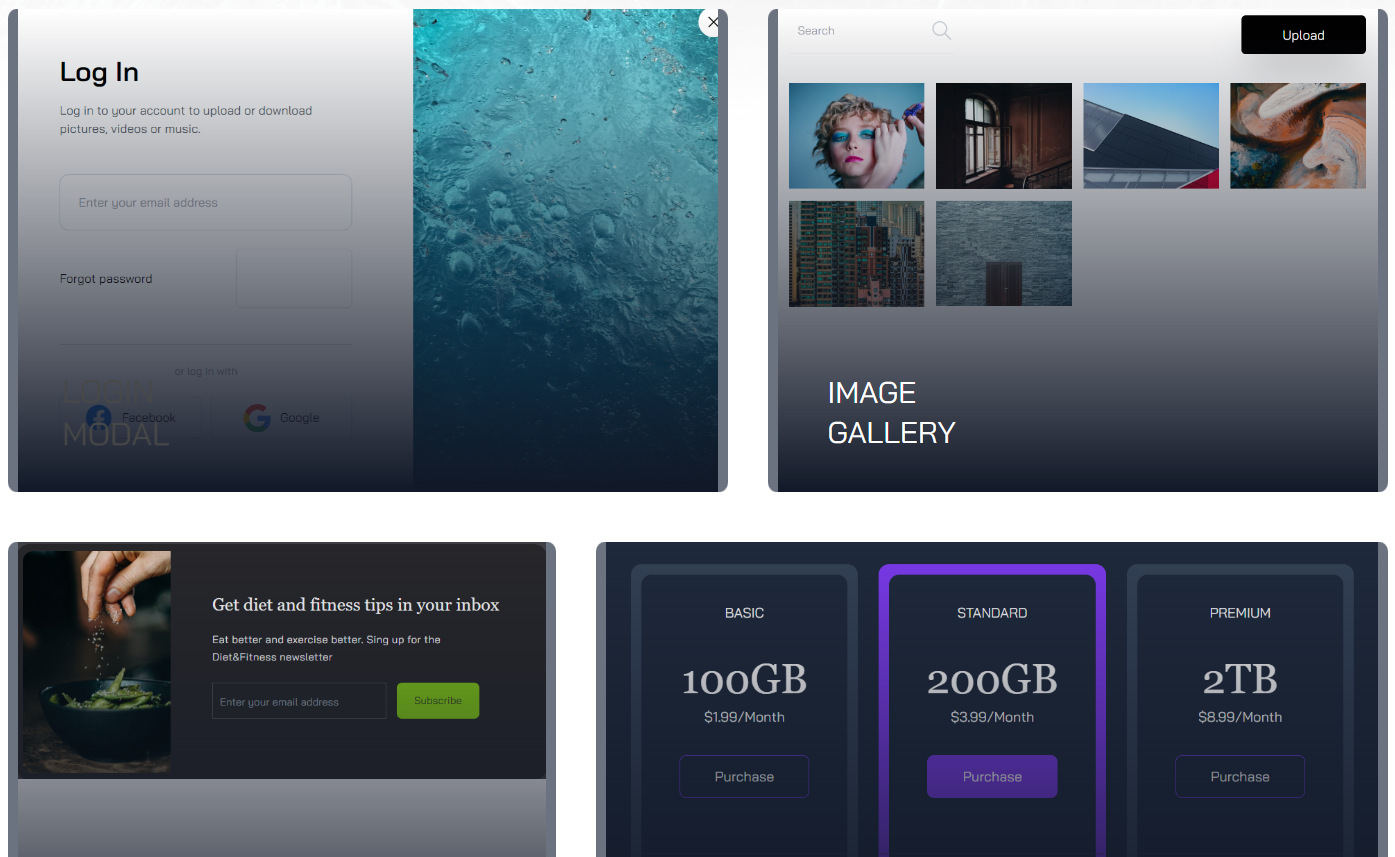 Log In
Log in to your account to upload or download
pictures, videos or music.
Enter your email address
Forgot password
or log in with
Facebook
Google
LOGIN
MODAL
Search
Upload
IMAGE
GALLERY
Get diet and fitness tips in your inbox
Eat better and exercise better. Sing up for the
Diet&Fitness newsletter
Enter your email address
Subscribe
BASIC
100GB
$1.99/Month
Purchase
STANDARD
200GB
$3.99/Month
Purchase
PREMIUM
2TB
$8.99/Month
Purchase